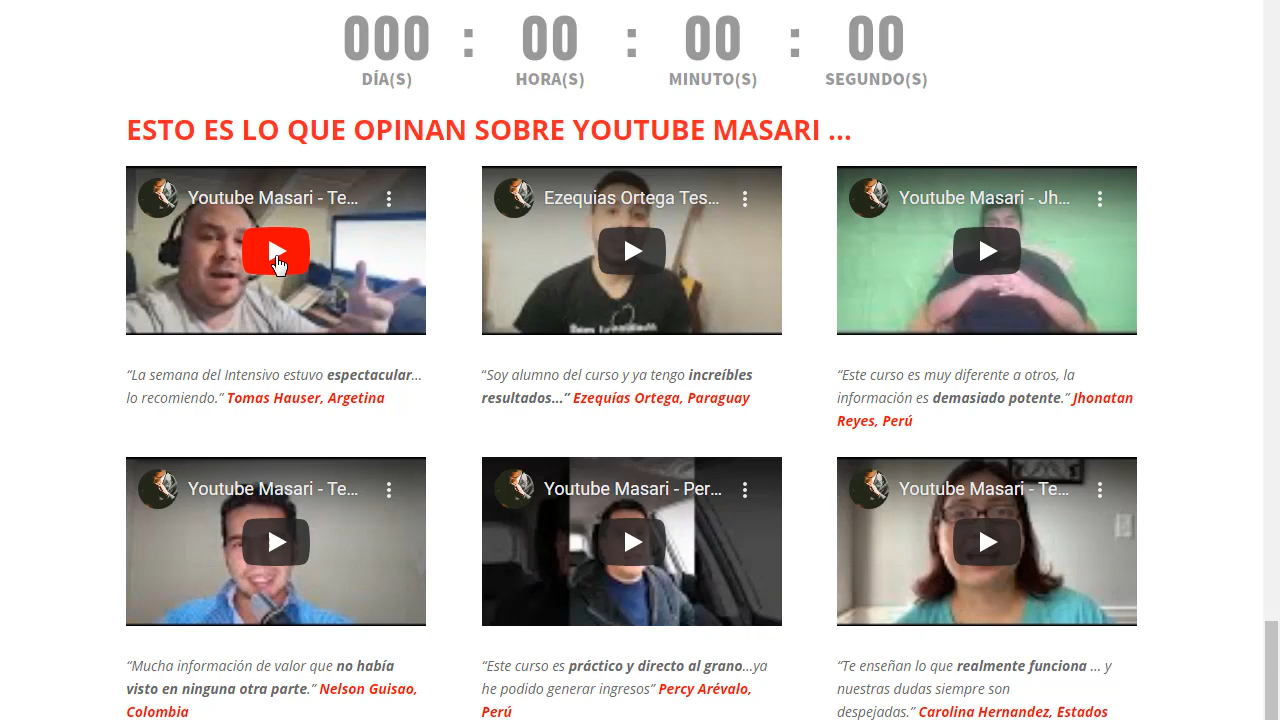 000 : 00 : 00 : 00
DÍA(S) HORA(S) MINUTO(S) SEGUNDO(S)
ESTO ES LO QUE OPINAN SOBRE YOUTUBE MASARI ...
Youtube Masari - Te...
“La semana del Intensivo estuvo espectacular...
lo recomiendo.” Tomas Hauser, Argetina
Ezequias Ortega Tes...
“Soy alumno del curso y ya tengo increíbles
resultados...” Ezequías Ortega, Paraguay
Youtube Masari - Jh...
“Este curso es muy diferente a otros, la
información es demasiado potente.” Jhonatan
Reyes, Perú
Youtube Masari - Te...
“Mucha información de valor que no había
visto en ninguna otra parte.” Nelson Guisao,
Colombia
Youtube Masari - Per...
“Este curso es práctico y directo al grano...ya
he podido generar ingresos” Percy Arévalo,
Perú
Youtube Masari - Te...
“Te enseñan lo que realmente funciona ... y
nuestras dudas siempre son
despejadas.” Carolina Hernandez, Estados